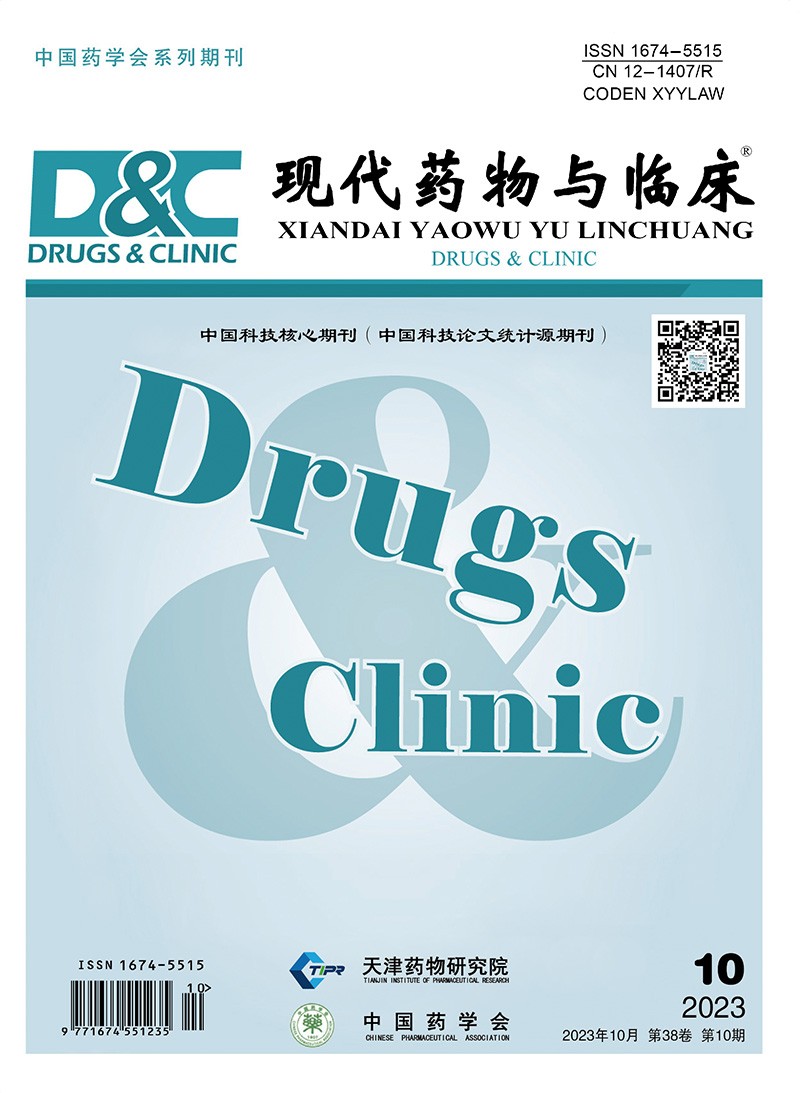 中国药学会系列期刊
ISSN 1674-5515
CN 12-1407/R
CODEN XYYLAW
D&C
DRUGS & CLINIC
现代药物与临床®
XIANDAI YAOWU YU LINCHUANG
DRUGS & CLINIC
中国科技核心期刊（中国科技论文统计源期刊）
&
Drugs
Clinic
ISSN 1674-5515
10>
9 771674 551235
TIPR
天津药物研究院
TIANJIN INSTITUTE OF PHARMACEUTICAL RESEARCH
中国药学会
CHINESE PHARMACEUTICAL ASSOCIATION
10
2023
2023年10月 第38卷 第10期